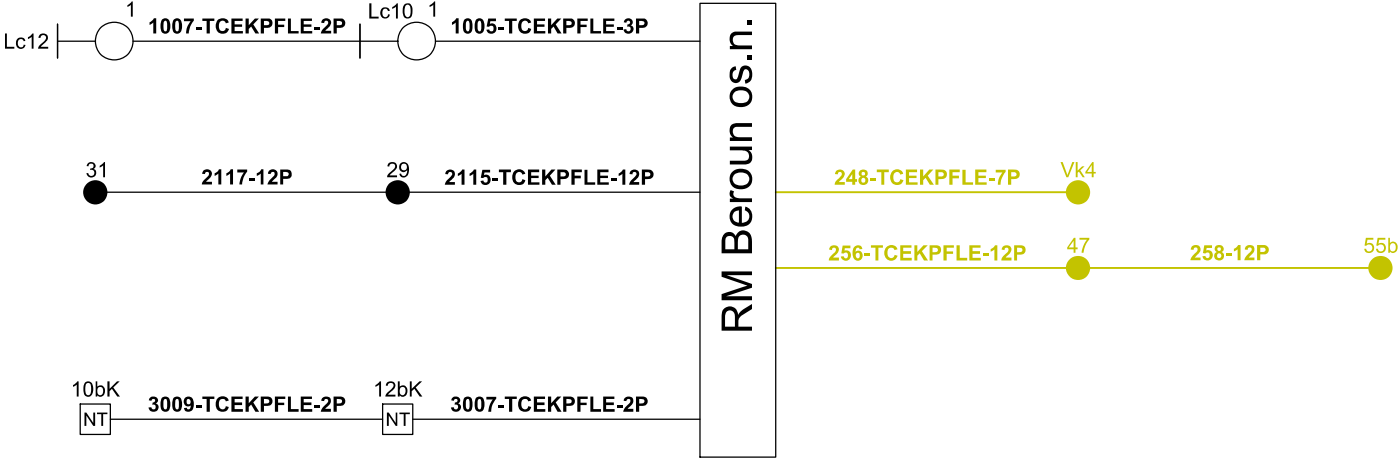 Lc12
1
1007-TCEKPFLE-2P
Lc10
1
1005-TCEKPFLE-3P
RM Beroun os.n.
31
2117-12P
29
2115-TCEKPFLE-12P
248-TCEKPFLE-7P
Vk4
256-TCEKPFLE-12P
47
258-12P
55b
10bK
NT
3009-TCEKPFLE-2P
12bK
NT
3007-TCEKPFLE-2P